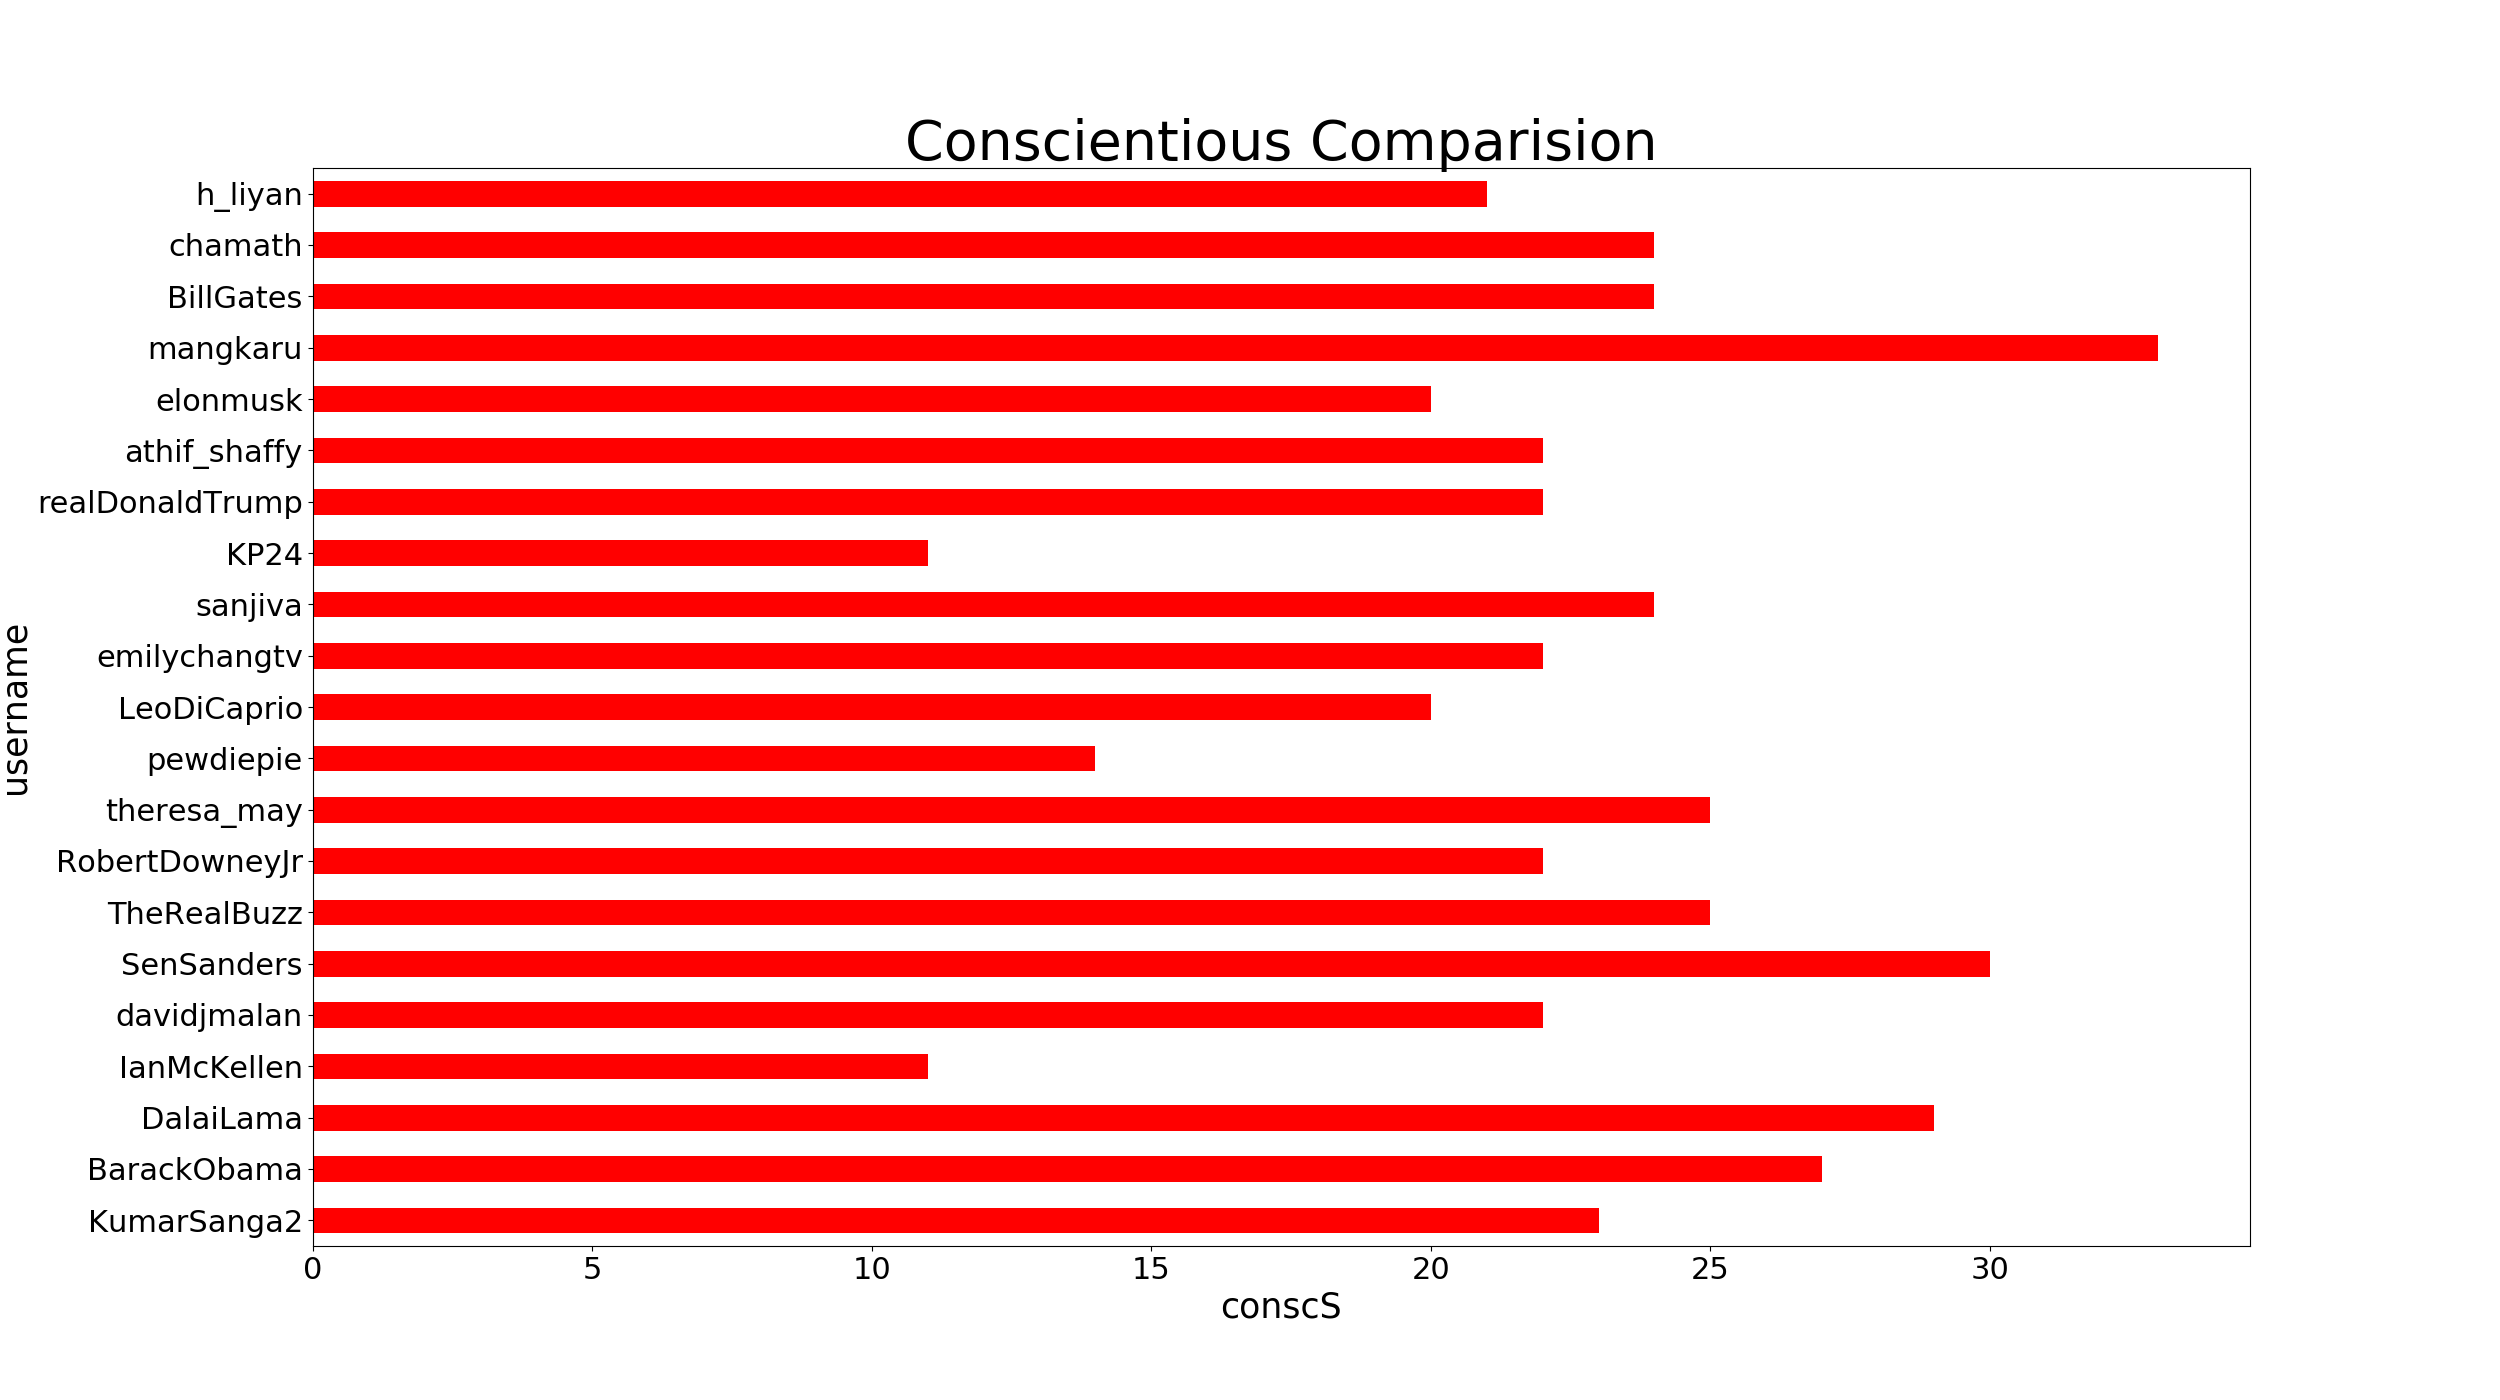 Conscientious Comparision
h_liyan
chamath
BillGates
mangkaru
elonmusk
athif_shaffy
realDonaldTrump
KP24
sanjiva
emilychangtv
LeoDiCaprio
pewdiepie
theresa_may
RobertDowneyJr
TheRealBuzz
SenSanders
davidjmalan
IanMcKellen
DalaiLama
BarackObama
KumarSanga2
username
0 5 10 15 20 25 30
conscS